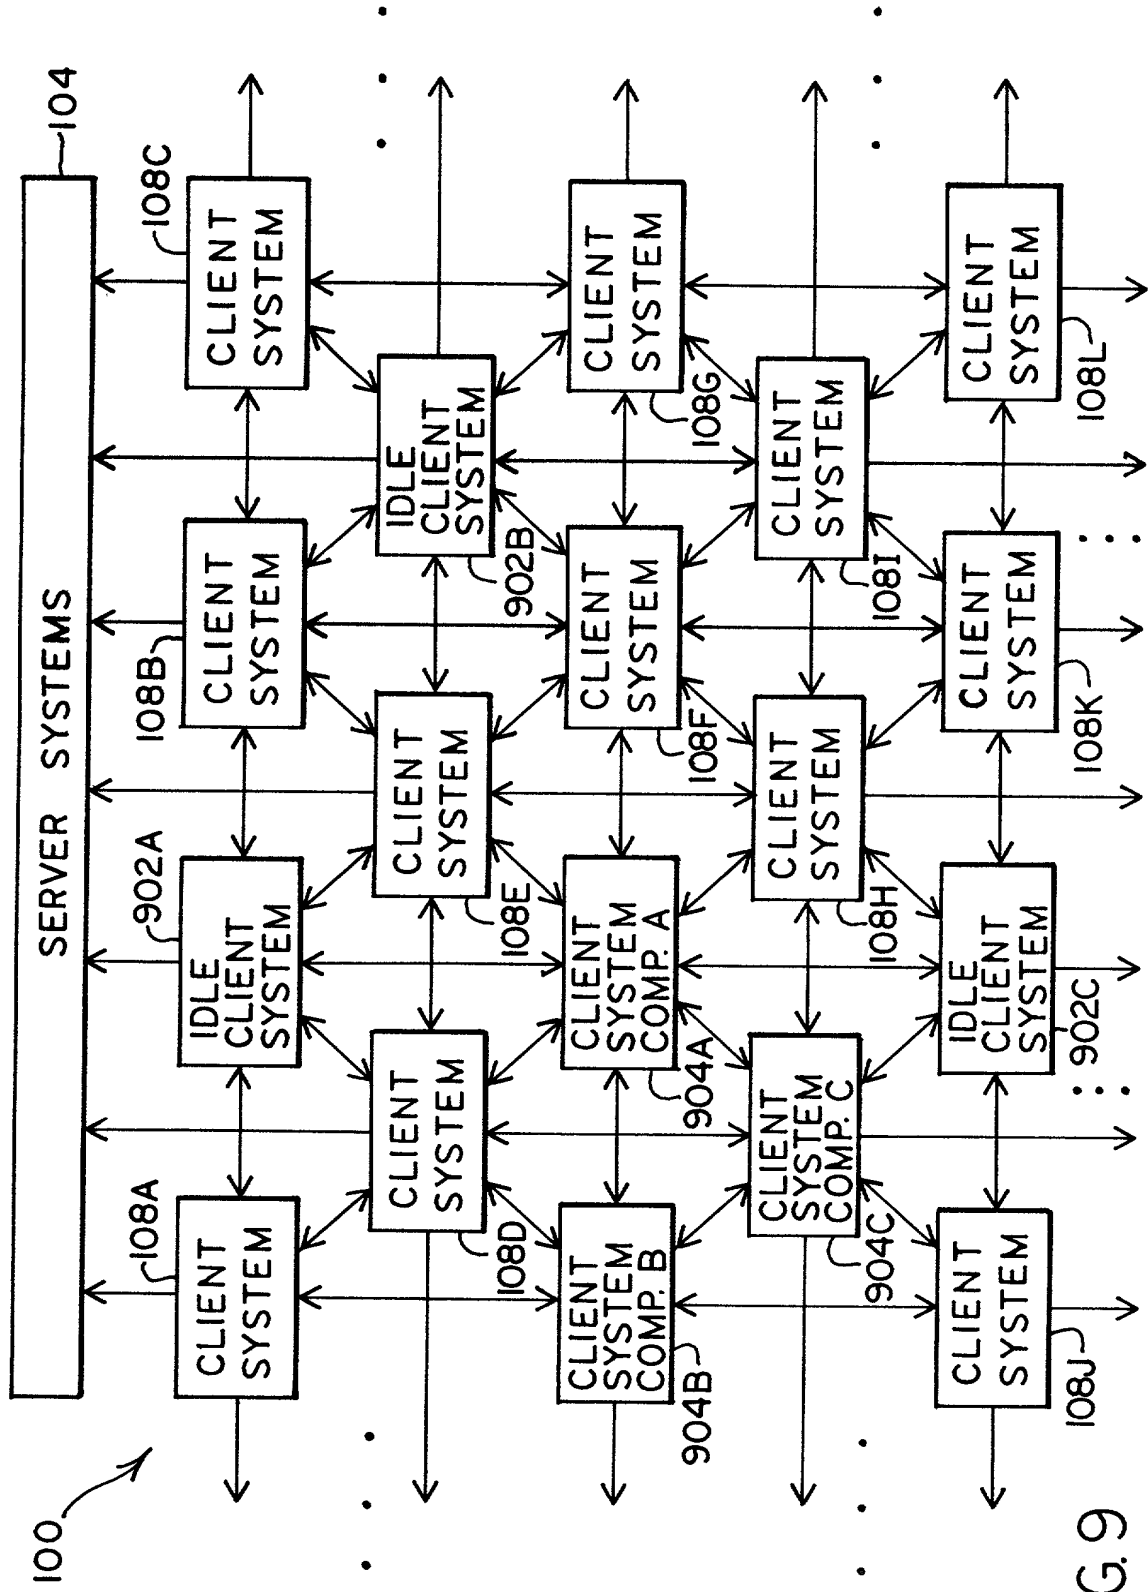 100
104
SERVER SYSTEMS
108A
902A
108B
108C
CLIENT
SYSTEM
IDLE
CLIENT
SYSTEM
CLIENT
SYSTEM
CLIENT
SYSTEM
CLIENT
SYSTEM
CLIENT
SYSTEM
IDLE
CLIENT
SYSTEM
108D
108E
902B
CLIENT
SYSTEM
COMP. B
CLIENT
SYSTEM
COMP. A
CLIENT
SYSTEM
CLIENT
SYSTEM
904B
904A
108F
108G
CLIENT
SYSTEM
COMP. C
CLIENT
SYSTEM
CLIENT
SYSTEM
904C
108H
108I
CLIENT
SYSTEM
IDLE
CLIENT
SYSTEM
CLIENT
SYSTEM
CLIENT
SYSTEM
108J
902C
108K
108L
G. 9